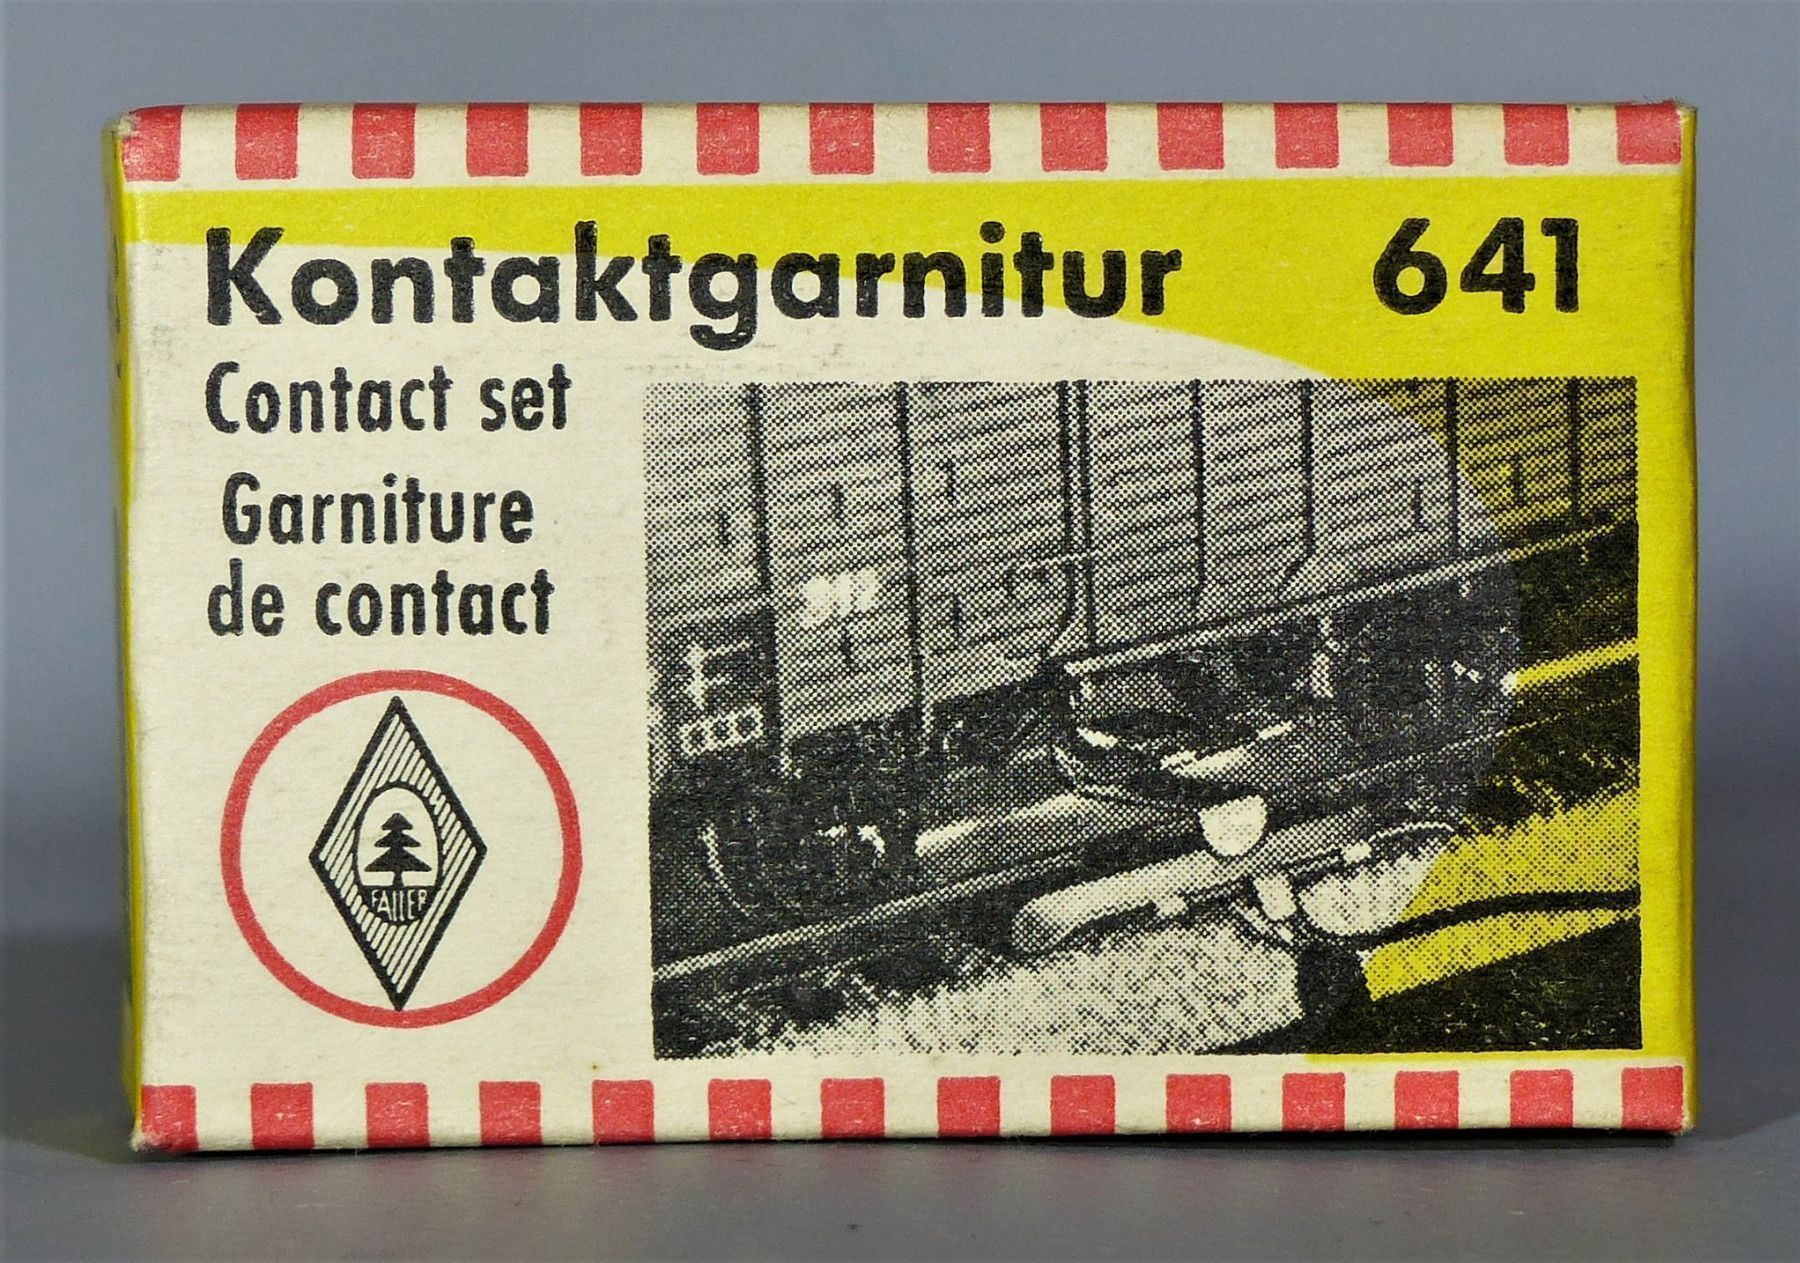 Kontaktgarnitur 641
Contact set
Garniture
de contact
FALLER